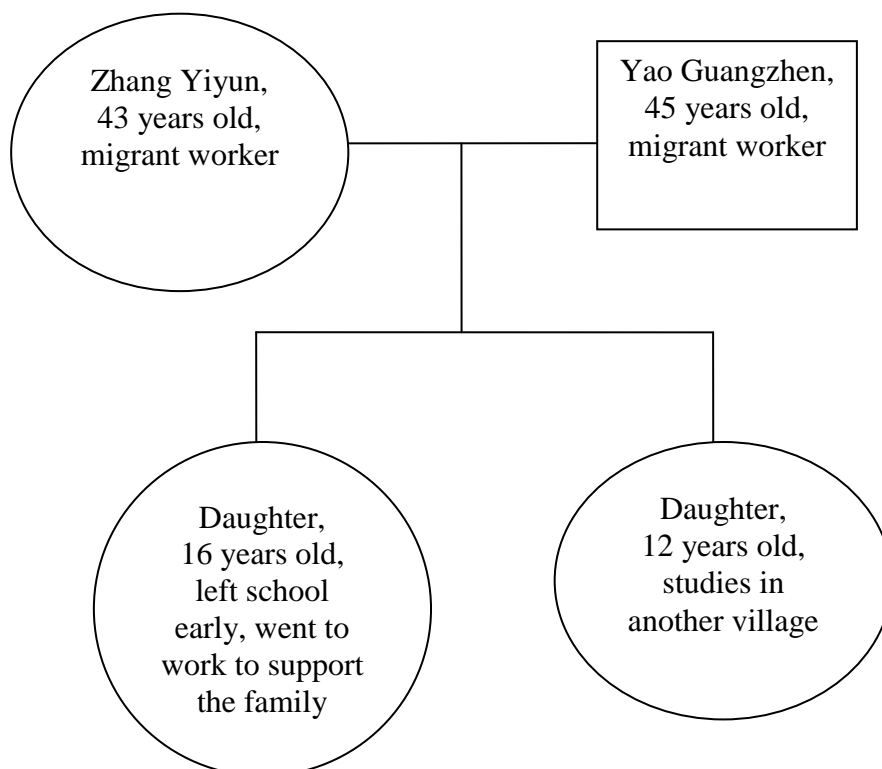 Zhang Yiyun,
43 years old,
migrant worker
Yao Guangzhen,
45 years old,
migrant worker
Daughter,
16 years old,
left school
early, went to
work to support
the family
Daughter,
12 years old,
studies in
another village